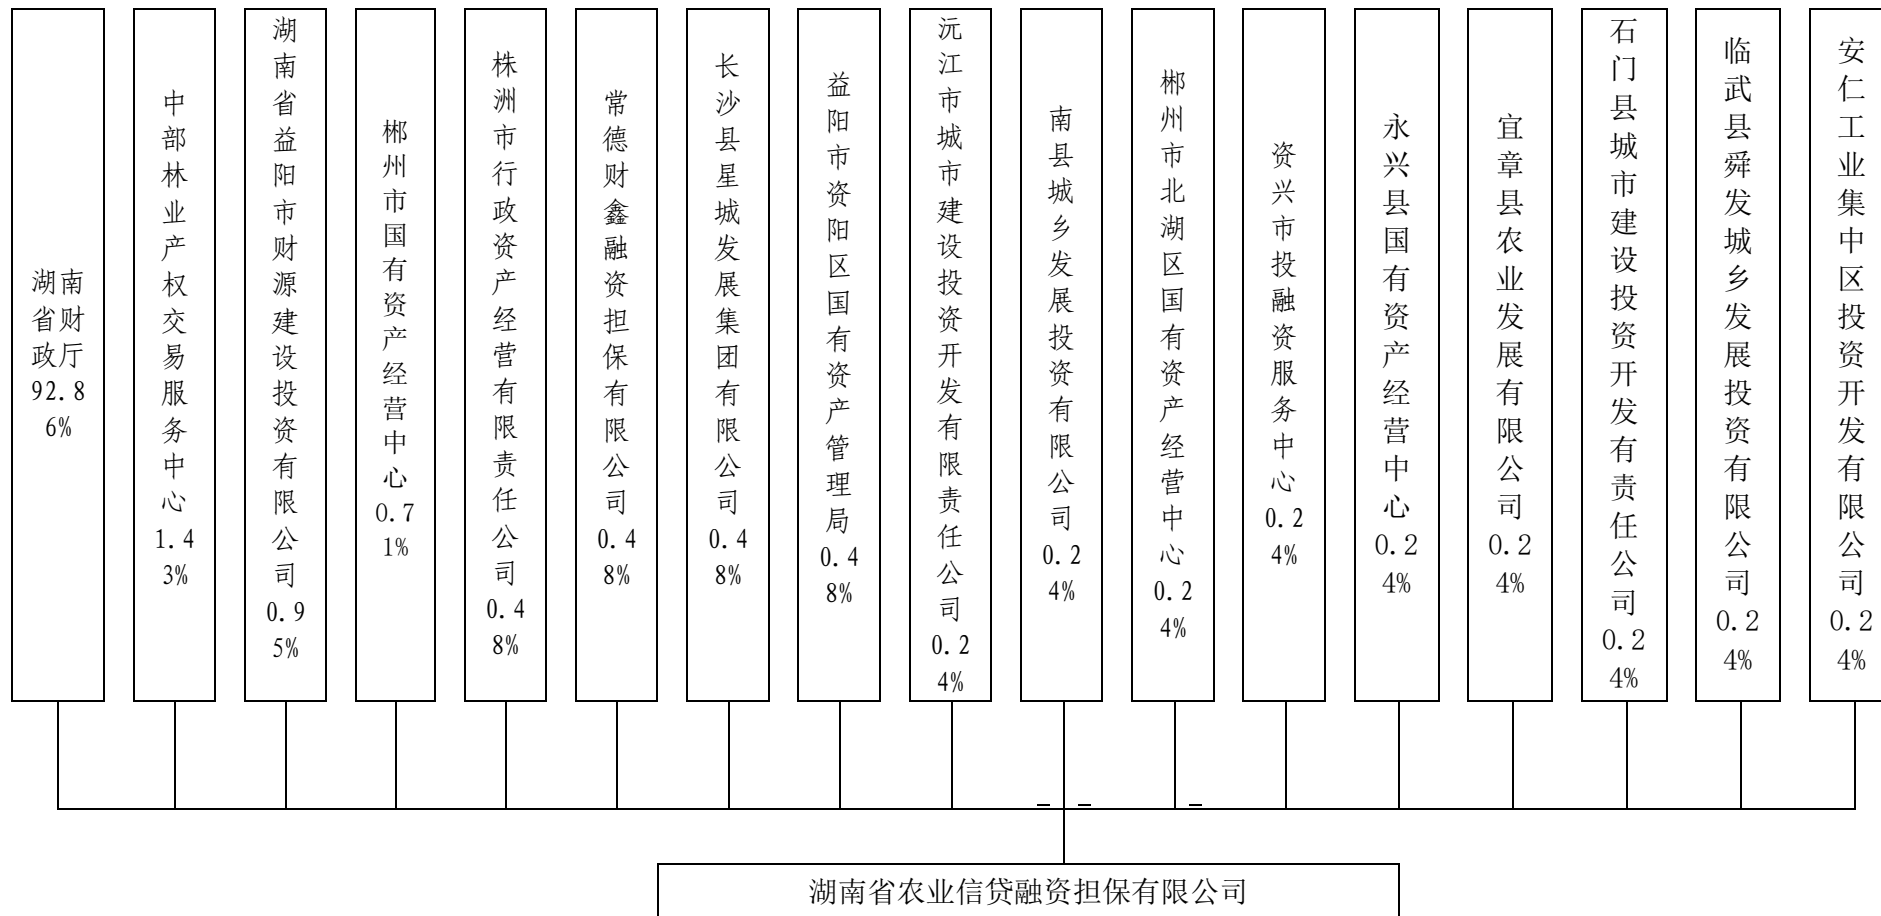 湖南
省财
政厅
92.8
6%
中部林业产权交易服务中心1.43%
湖南省益阳市财源建设投资有限公司0.95%
郴州市国有资产经营中心0.71%
株洲市行政资产经营有限责任公司0.48%
常德财鑫融资担保有限公司0.48%
长沙县星城发展集团有限公司0.48%
益阳市资阳区国有资产管理局0.48%
沅江市城市建设投资开发有限责任公司0.24%
南县城乡发展投资有限公司0.24%
郴州市北湖区国有资产经营中心0.24%
资兴市投融资服务中心0.24%
永兴县国有资产经营中心0.24%
宜章县农业发展有限公司0.24%
石门县城市建设投资开发有责任公司0.24%
临武县舜发城乡发展投资有限公司0.24%
安仁工业集中区投资开发有限公司0.24%
湖南省农业信贷融资担保有限公司